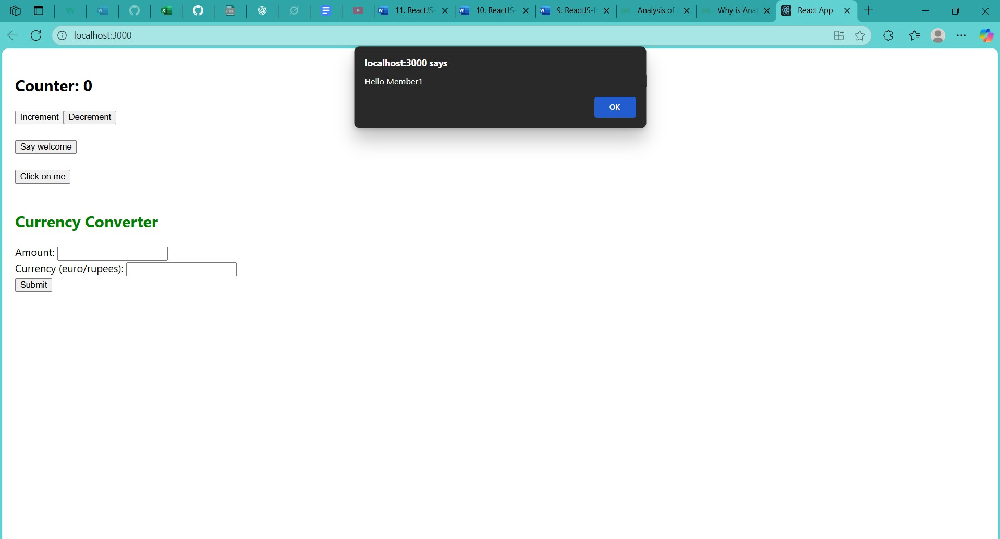 11. ReactJS-
10. ReactJS-
9. ReactJS-H
Analysis of
Why is Anal
React App
localhost:3000
localhost:3000 says
Hello Member1
OK
Counter: 0
Increment Decrement
Say welcome
Click on me
Currency Converter
Amount:
Currency (euro/rupees):
Submit